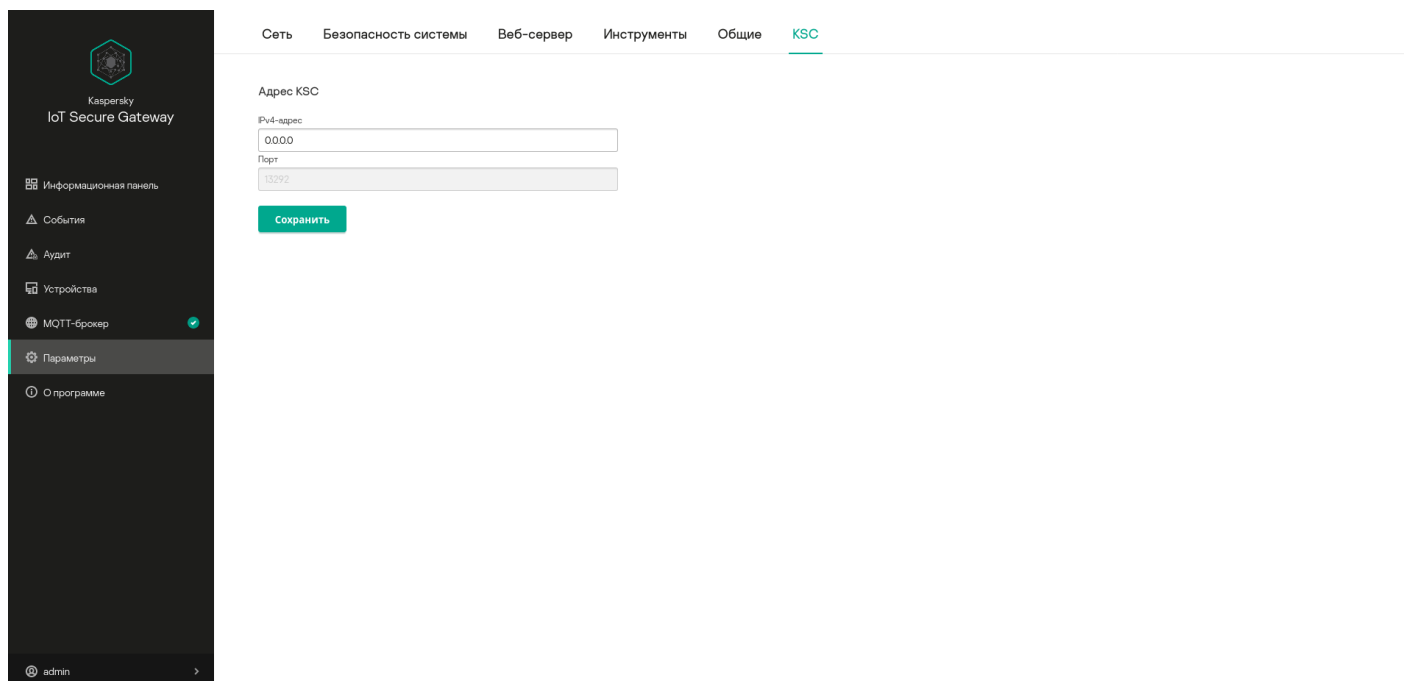 Kaspersky
IoT Secure Gateway
Информационная панель
События
Аудит
Устройства
MQTT-брокер
Параметры
О программе
admin
Сеть Безопасность системы Веб-сервер Инструменты Общие KSC
Адрес KSC
IPv4-адрес
0.0.0.0
Порт
13292
Сохранить